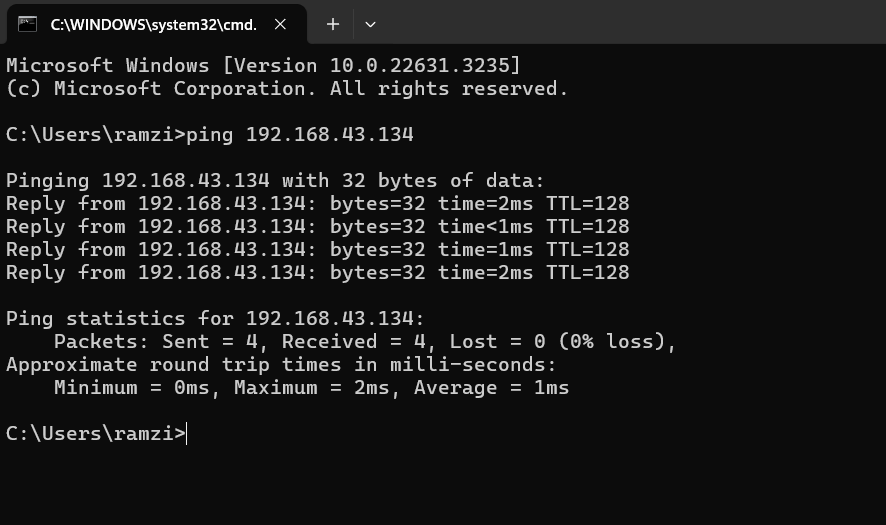 C:\WINDOWS\system32\cmd.
Microsoft Windows [Version 10.0.22631.3235]
(c) Microsoft Corporation. All rights reserved.
C:\Users\ramzi>ping 192.168.43.134
Pinging 192.168.43.134 with 32 bytes of data:
Reply from 192.168.43.134: bytes=32 time=2ms TTL=128
Reply from 192.168.43.134: bytes=32 time<1ms TTL=128
Reply from 192.168.43.134: bytes=32 time=1ms TTL=128
Reply from 192.168.43.134: bytes=32 time=2ms TTL=128
Ping statistics for 192.168.43.134:
    Packets: Sent = 4, Received = 4, Lost = 0 (0% loss),
Approximate round trip times in milli-seconds:
    Minimum = 0ms, Maximum = 2ms, Average = 1ms
C:\Users\ramzi>